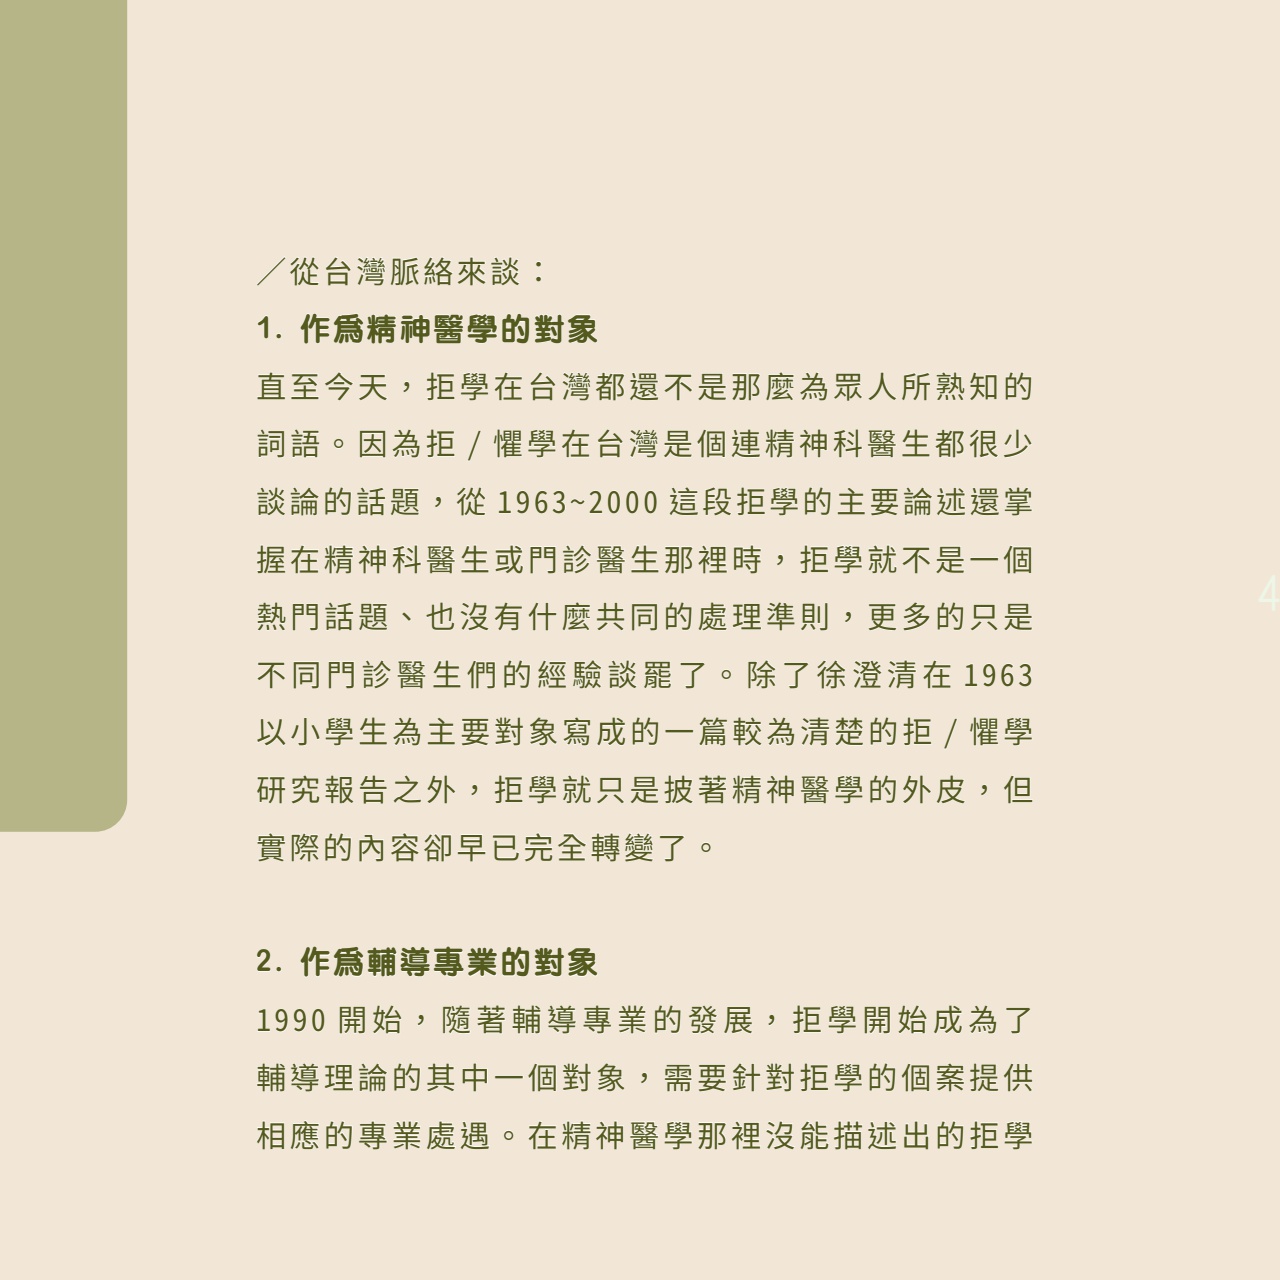 ／從台灣脈絡來談：
1. 作為精神醫學的對象
直至今天，拒學在台灣都還不是那麼為眾人所熟知的
詞語。因為拒 / 懼學在台灣是個連精神科醫生都很少
談論的話題，從 1963~2000 這段拒學的主要論述還掌
握在精神科醫生或門診醫生那裡時，拒學就不是一個
熱門話題、也沒有什麼共同的處理準則，更多的只是
不同門診醫生們的經驗談罷了。除了徐澄清在 1963
以小學生為主要對象寫成的一篇較為清楚的拒 / 懼學
研究報告之外，拒學就只是披著精神醫學的外皮，但
實際的內容卻早已完全轉變了。
2. 作為輔導專業的對象
1990 開始，隨著輔導專業的發展，拒學開始成為了
輔導理論的其中一個對象，需要針對拒學的個案提供
相應的專業處遇。在精神醫學那裡沒能描述出的拒學
4